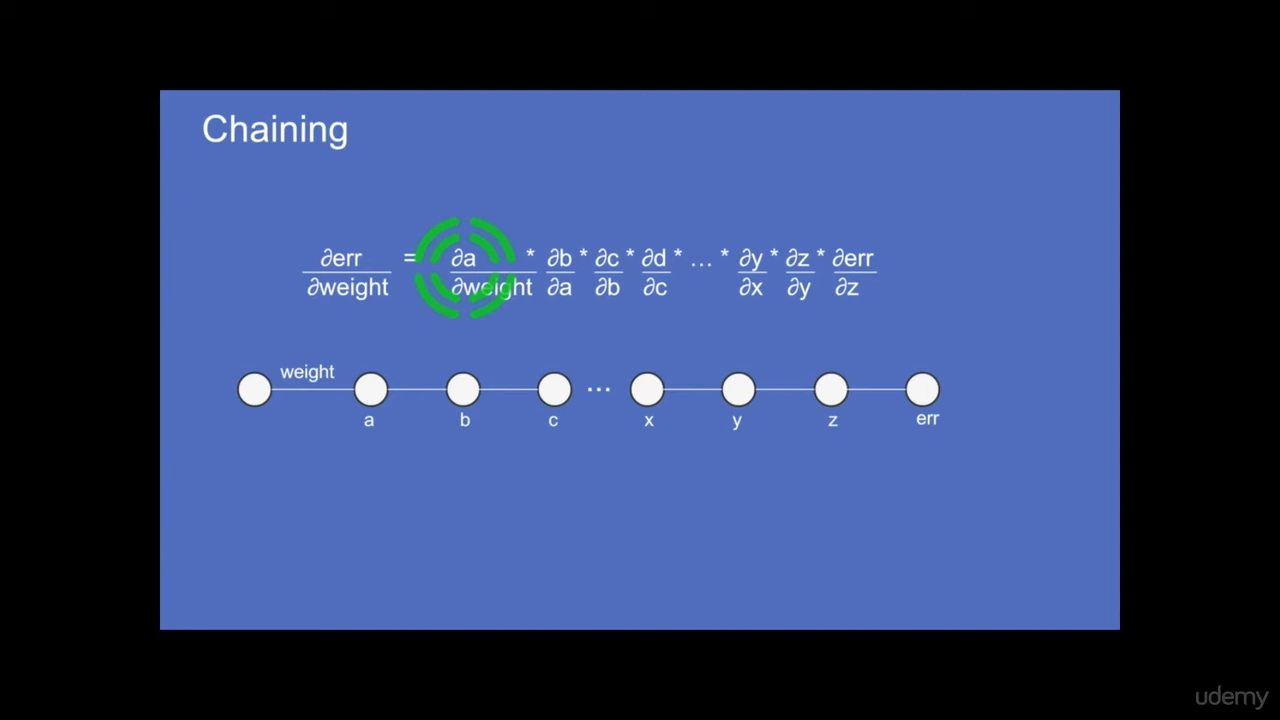 Chaining
∂err = ∂a * ∂b * ∂c * ∂d * ... * ∂y * ∂z * ∂err
∂weight ∂weight ∂a ∂b ∂c ∂x ∂y ∂z
weight
...
a b c x y z err
udemy